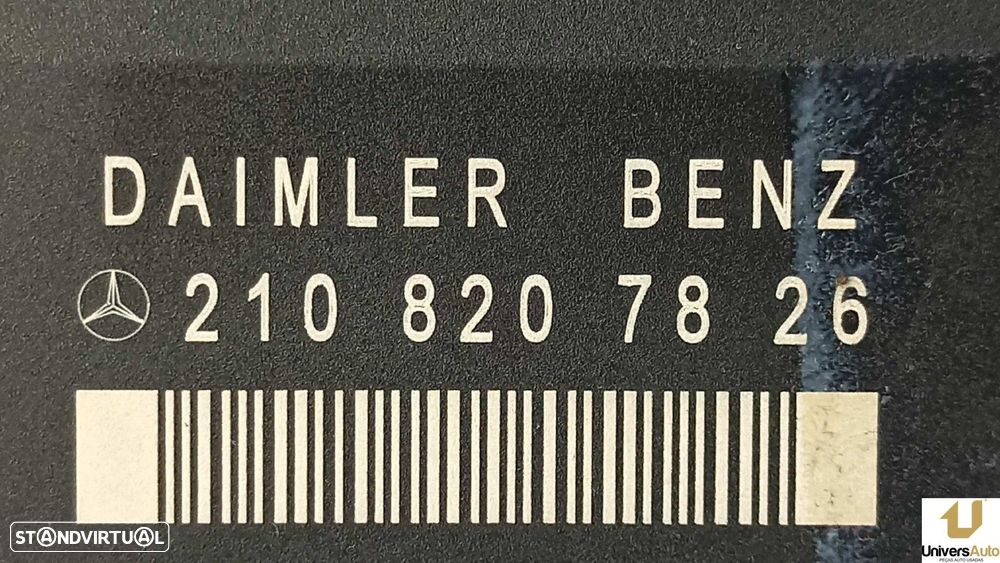 DAIMLER BENZ
210 820 78 26
STANDVIRTUAL
UniversAuto
PEÇAS AUTO USADAS